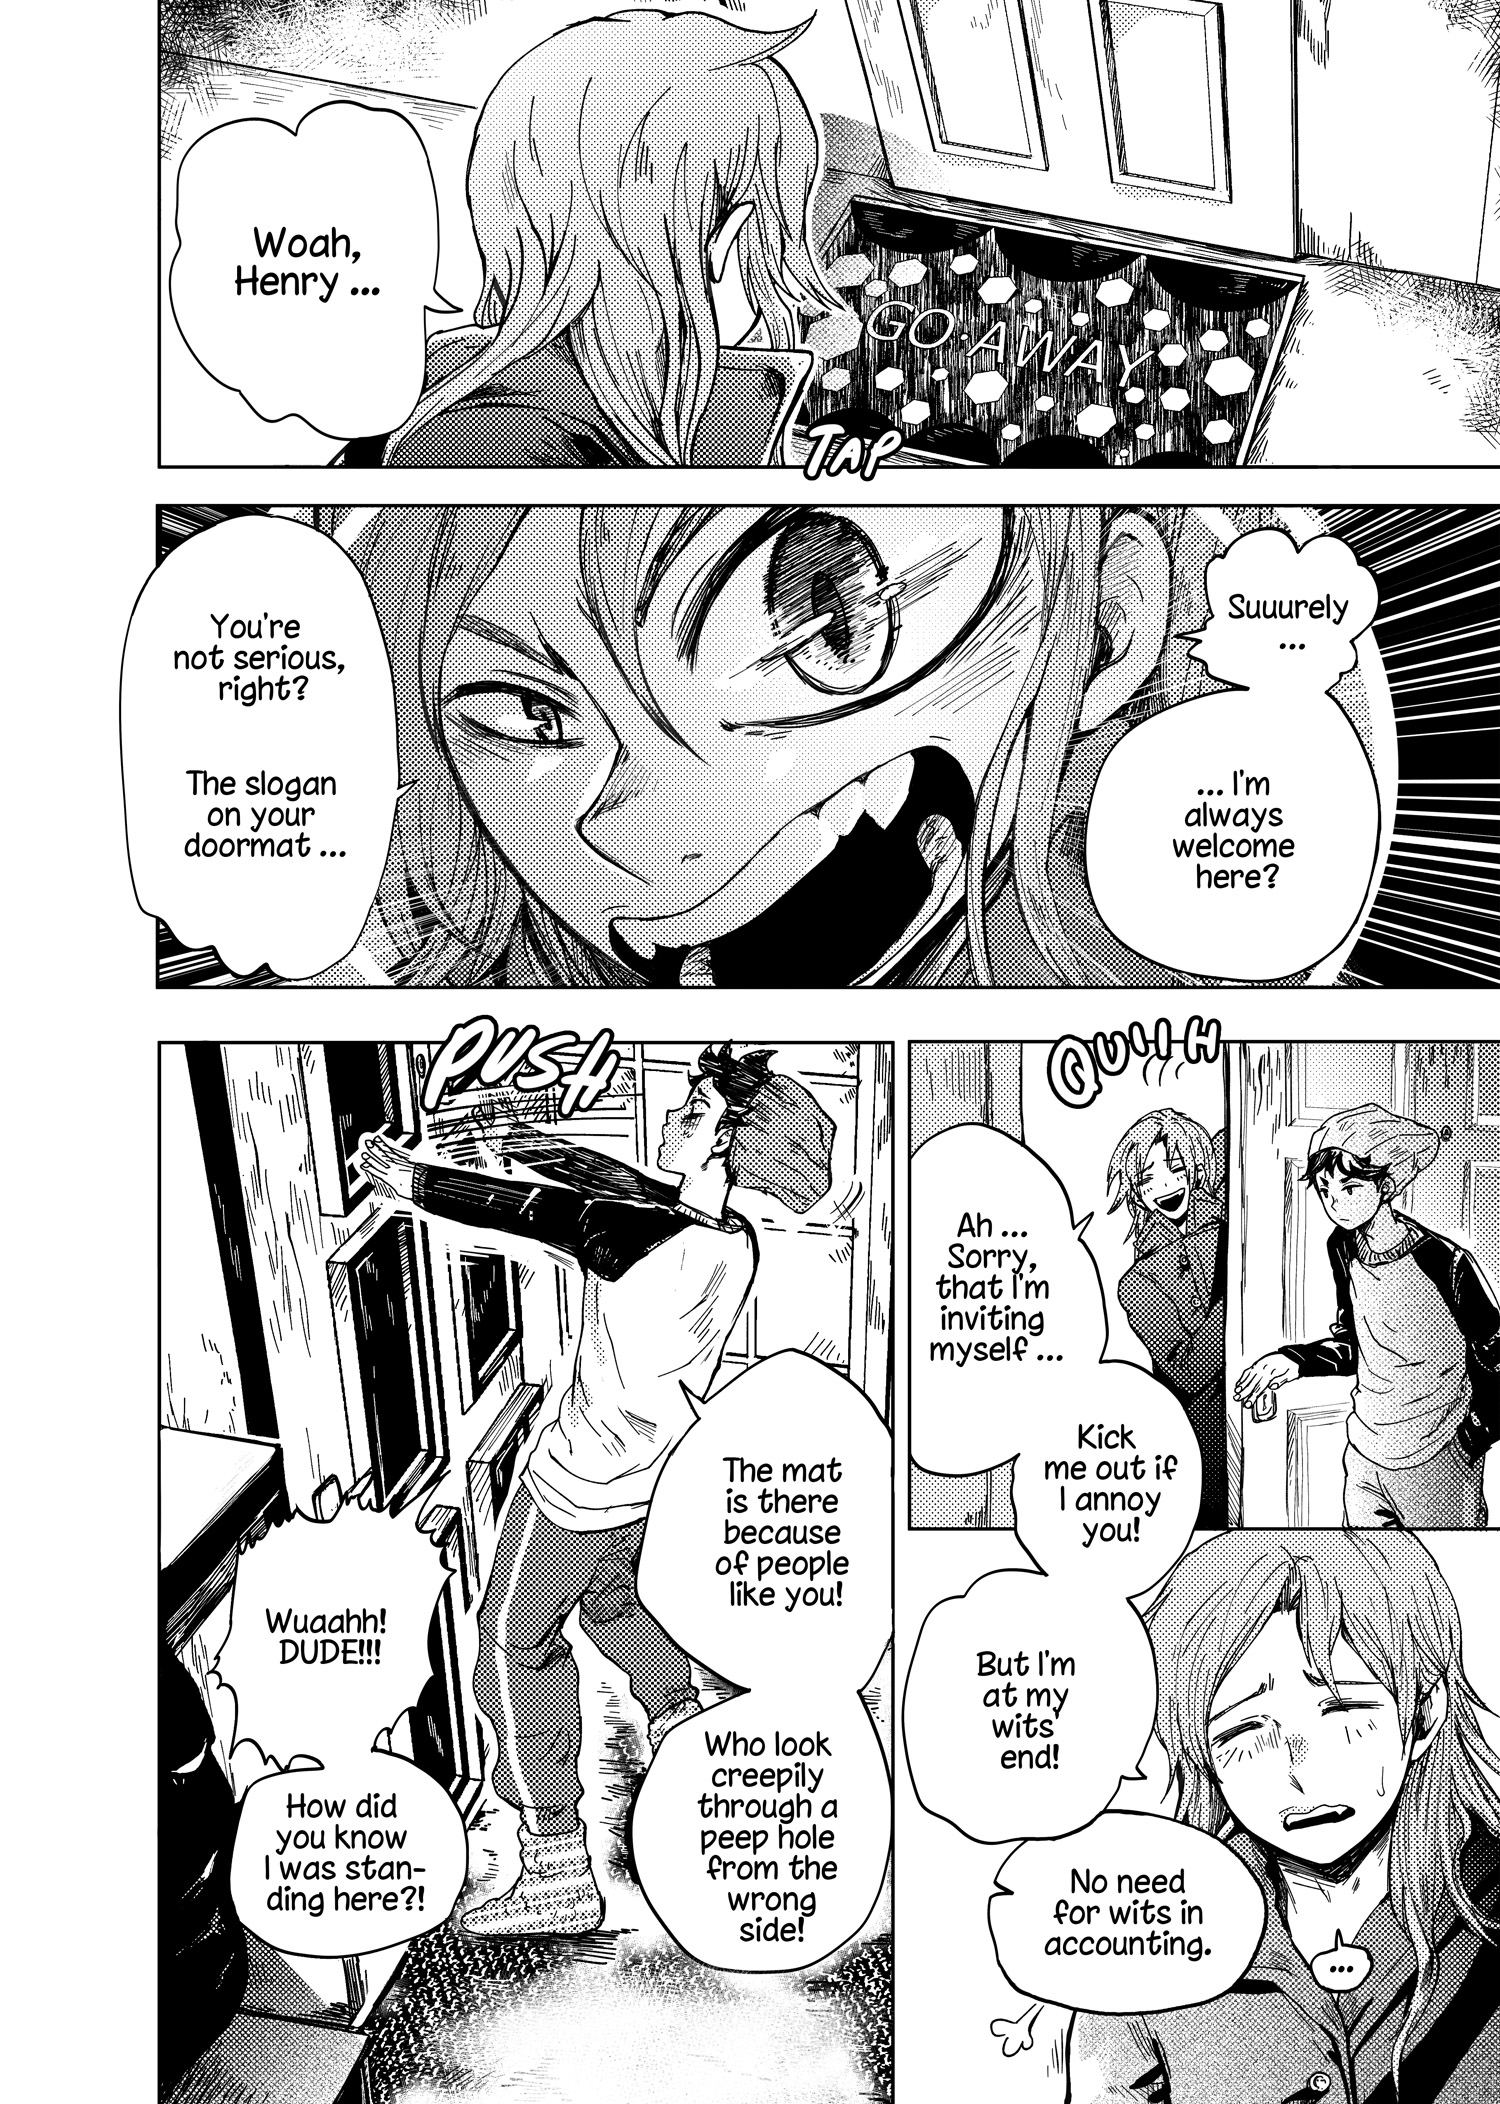 Woah,
Henry ...
GO AWAY
TAP
You're
not serious,
right?
The slogan
on your
doormat ...
Suuurely
...
... I'm
always
welcome
here?
PUSH
Wuaahh!
DUDE!!!
How did
you know
I was stan-
ding here?!
The mat
is there
because
of people
like you!
Who look
creepily
through a
peep hole
from the
wrong
side!
QUIIH
Ah ...
Sorry,
that I'm
inviting
myself ...
Kick
me out if
I annoy
you!
But I'm
at my
wits'
end!
No need
for wits in
accounting.
...